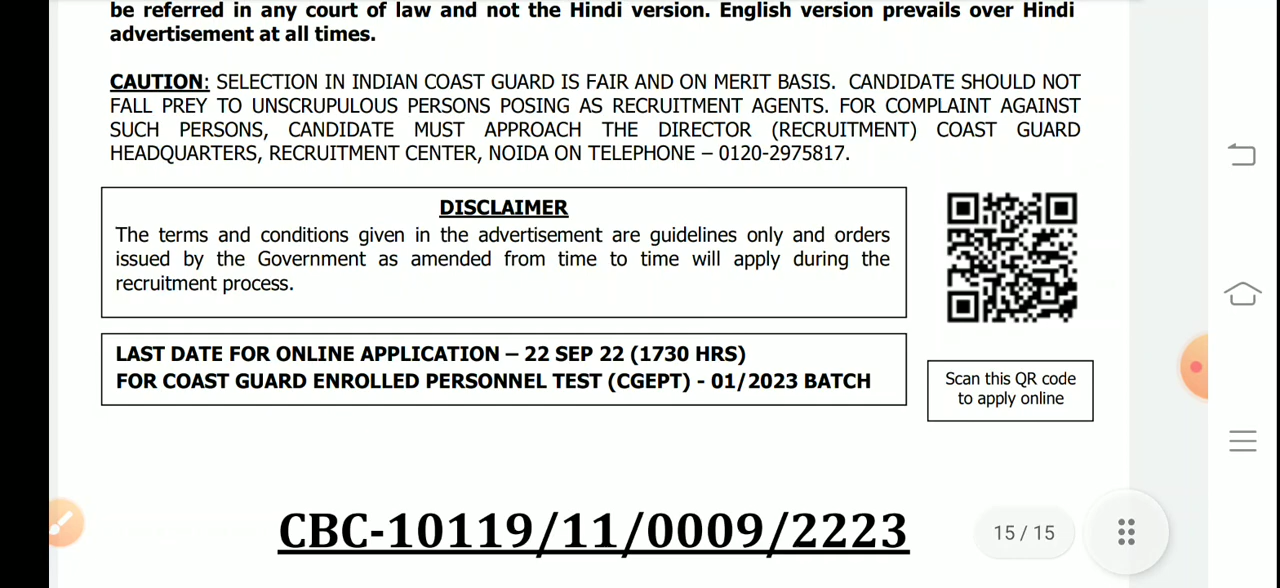 be referred in any court of law and not the Hindi version. English version prevails over Hindi
advertisement at all times.
CAUTION: SELECTION IN INDIAN COAST GUARD IS FAIR AND ON MERIT BASIS. CANDIDATE SHOULD NOT
FALL PREY TO UNSCRUPULOUS PERSONS POSING AS RECRUITMENT AGENTS. FOR COMPLAINT AGAINST
SUCH PERSONS, CANDIDATE MUST APPROACH THE DIRECTOR (RECRUITMENT) COAST GUARD
HEADQUARTERS, RECRUITMENT CENTER, NOIDA ON TELEPHONE – 0120-2975817.
DISCLAIMER
The terms and conditions given in the advertisement are guidelines only and orders
issued by the Government as amended from time to time will apply during the
recruitment process.
LAST DATE FOR ONLINE APPLICATION – 22 SEP 22 (1730 HRS)
FOR COAST GUARD ENROLLED PERSONNEL TEST (CGEPT) - 01/2023 BATCH
Scan this QR code
to apply online
CBC-10119/11/0009/2223
15 / 15